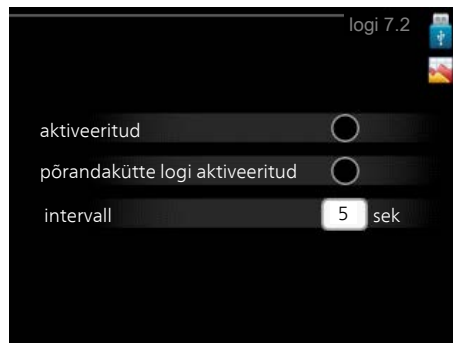 logi 7.2
aktiveeritud
põrandakütte logi aktiveeritud
intervall 5 sek